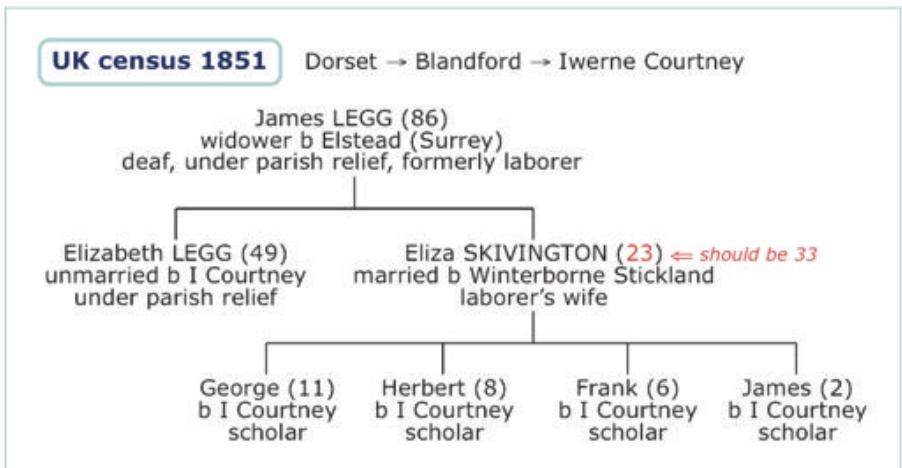 UK census 1851 Dorset → Blandford → Iwerne Courtney
James LEGG (86)
widower b Elstead (Surrey)
deaf, under parish relief, formerly laborer
Elizabeth LEGG (49)
unmarried b I Courtney
under parish relief
Eliza SKIVINGTON (23) ⇐ should be 33
married b Winterborne Stickland
laborer's wife
George (11)
b I Courtney
scholar
Herbert (8)
b I Courtney
scholar
Frank (6)
b I Courtney
scholar
James (2)
b I Courtney
scholar